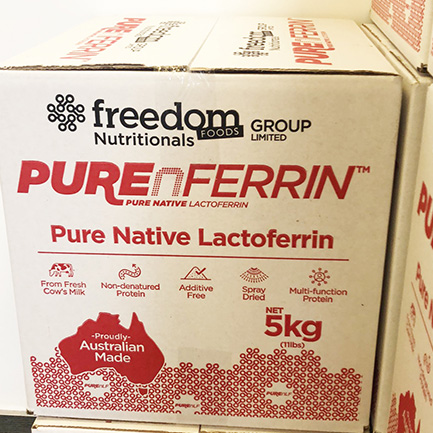 PUREnFERRIN
freedom
FOODS
GROUP
LIMITED
Nutritionals
PUREnFERRIN™
PURE NATIVE LACTOFERRIN
Pure Native Lactoferrin
From Fresh
Cow's Milk
Non-denatured
Protein
Additive
Free
Spray
Dried
Multi-function
Protein
NET
5kg
(11lbs)
-Proudly-
Australian
Made